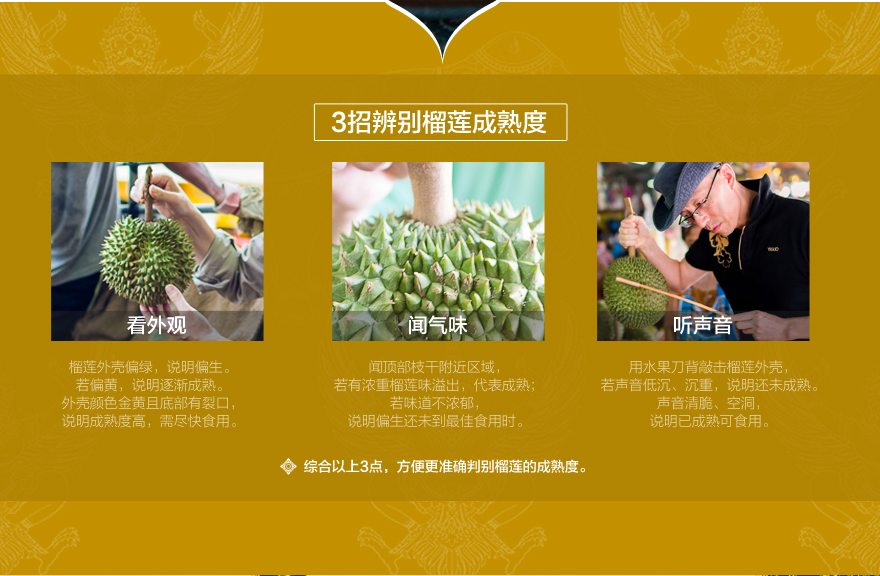 3招辨别榴莲成熟度
看外观
榴莲外壳偏绿，说明偏生。
若偏黄，说明逐渐成熟。
外壳颜色金黄且底部有裂口，
说明成熟度高，需尽快食用。
闻气味
闻顶部枝干附近区域，
若有浓重榴莲味溢出，代表成熟；
若味道不浓郁，
说明偏生还未到最佳食用时。
听声音
用水果刀背敲击榴莲外壳，
若声音低沉、沉重，说明还未成熟。
声音清脆、空洞，
说明已成熟可食用。
综合以上3点，方便更准确判别榴莲的成熟度。